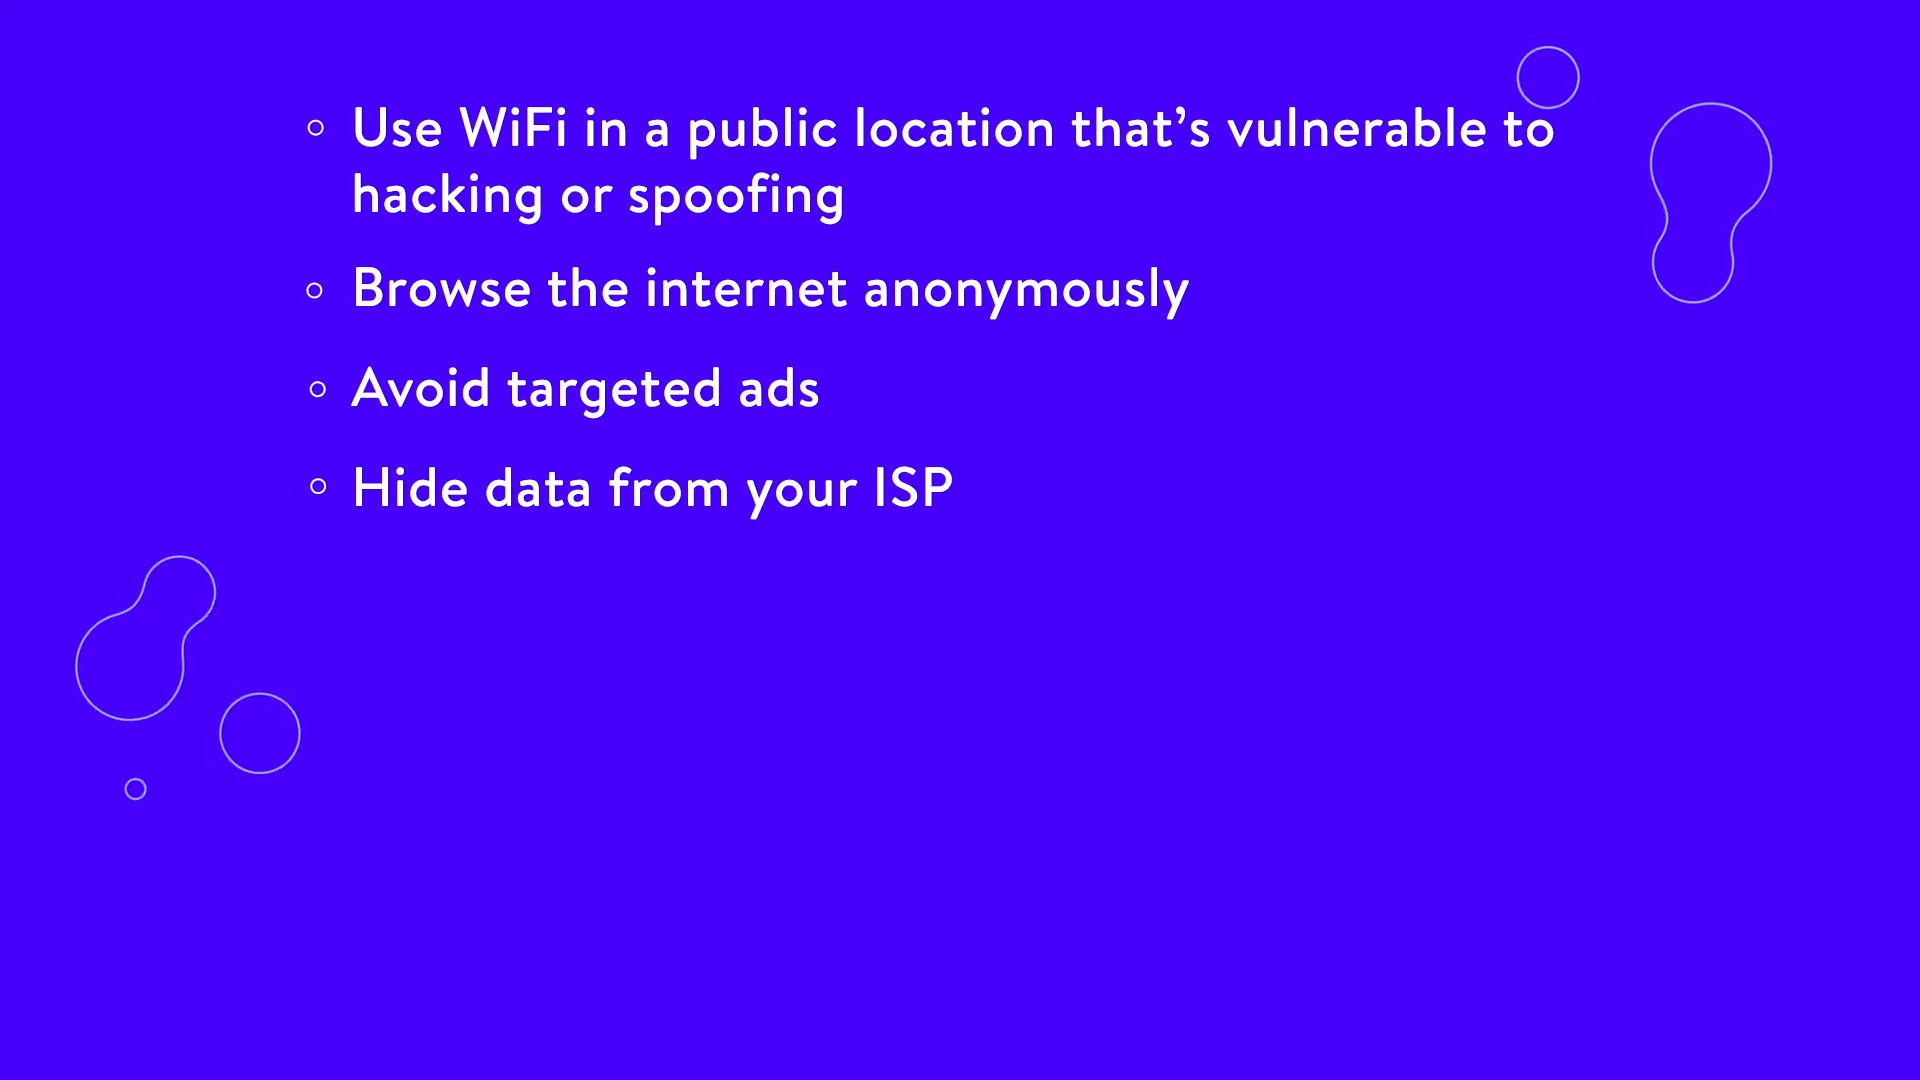 Use WiFi in a public location that’s vulnerable to
hacking or spoofing
Browse the internet anonymously
Avoid targeted ads
Hide data from your ISP